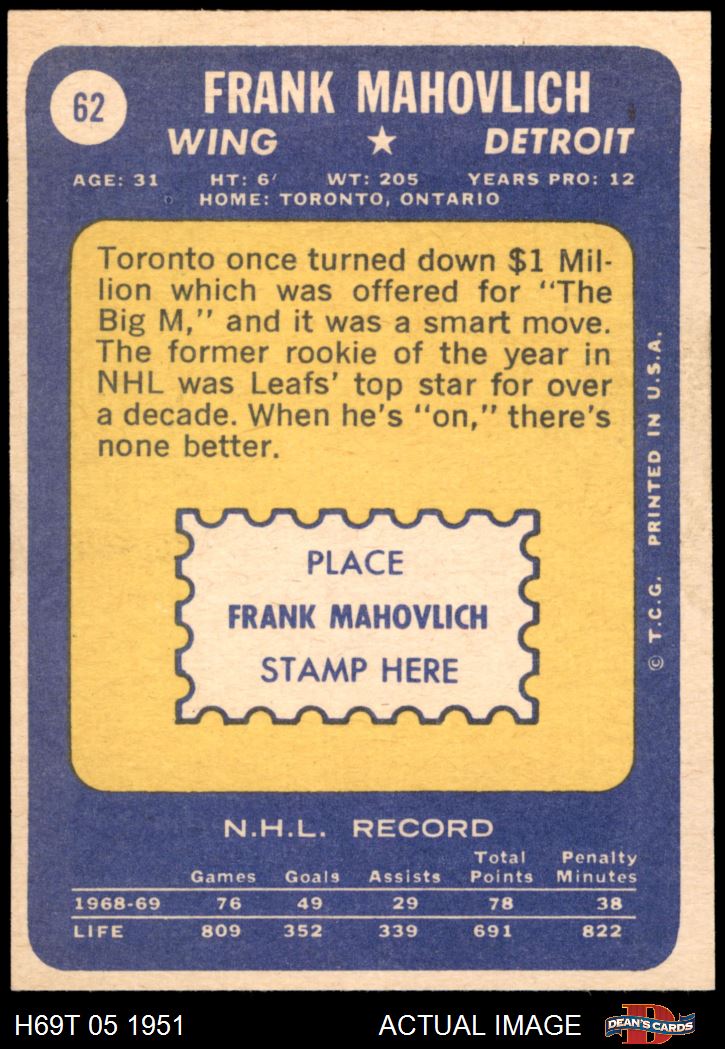 62
FRANK MAHOVLICH
WING ★ DETROIT
AGE: 31 HT: 6' WT: 205 YEARS PRO: 12
HOME: TORONTO, ONTARIO
Toronto once turned down $1 Mil-
lion which was offered for "The
Big M," and it was a smart move.
The former rookie of the year in
NHL was Leafs' top star for over
a decade. When he's "on," there's
none better.
PLACE
FRANK MAHOVLICH
STAMP HERE
© T.C.G. PRINTED IN U.S.A.
N.H.L. RECORD
Games Goals Assists Total Points Penalty Minutes
1968-69 76 49 29 78 38
LIFE 809 352 339 691 822
H69T 05 1951 ACTUAL IMAGE
DEAN'S CARDS